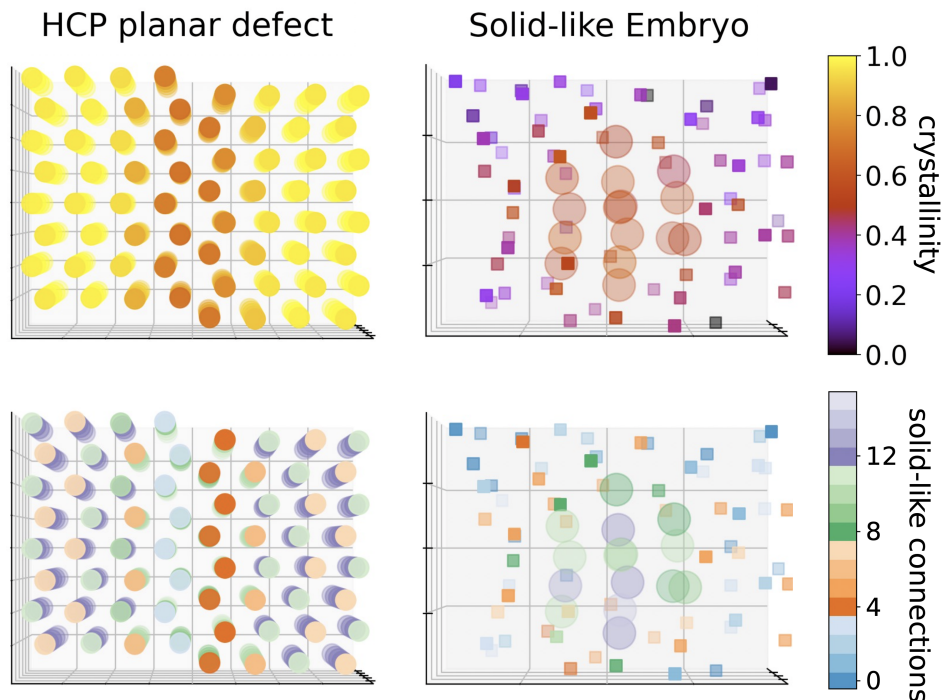 HCP planar defect
Solid-like Embryo
1.0
0.8
0.6
0.4
0.2
0.0
crystallinity
12
8
4
0
solid-like connections